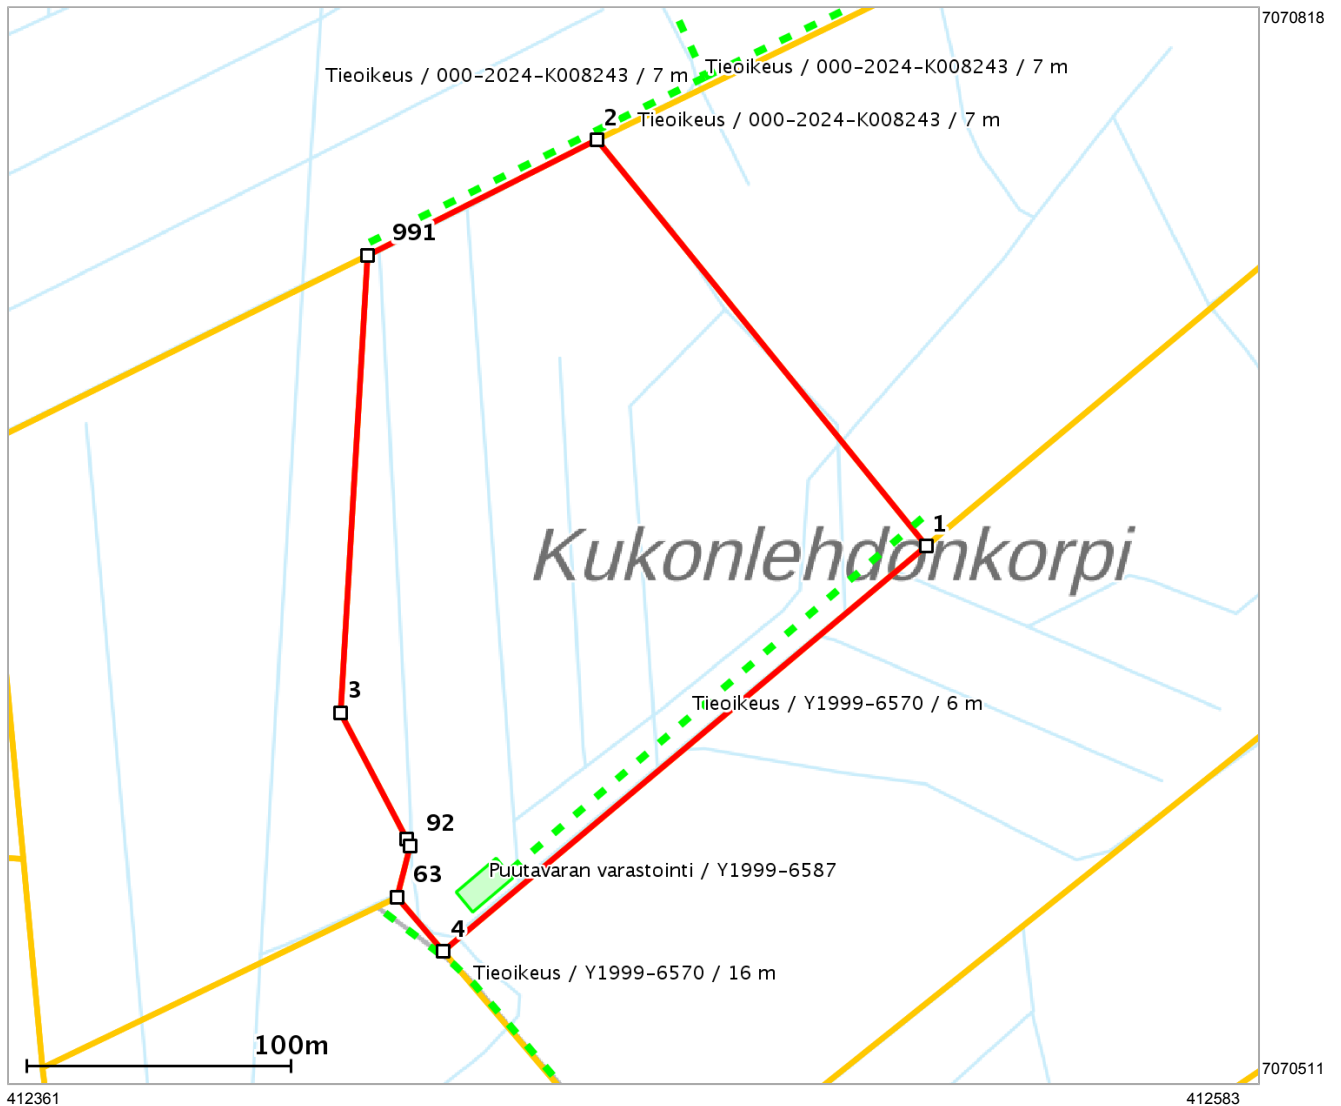 7070818
Tieoikeus / 000-2024-K008243 / 7 m
Tieoikeus / 000-2024-K008243 / 7 m
2
Tieoikeus / 000-2024-K008243 / 7 m
991
1
Kukonlehdonkorpi
3
Tieoikeus / Y1999-6570 / 6 m
92
63
Puutavaran varastointi / Y1999-6587
4
Tieoikeus / Y1999-6570 / 16 m
100m
7070511
412361
412583